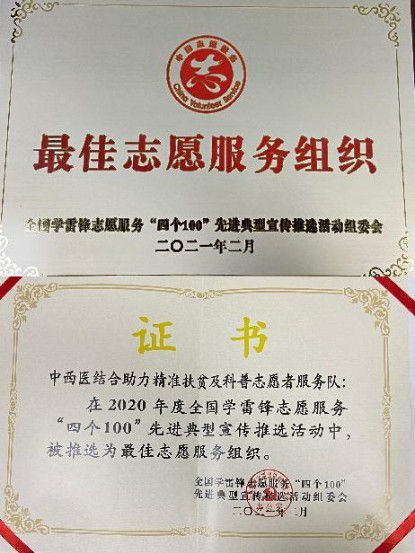 中国志愿服务
China Volunteer Service
最佳志愿服务组织
全国学雷锋志愿服务“四个100”先进典型宣传推选活动组委会
二〇二一年二月
证书
中西医结合助力精准扶贫及科普志愿者服务队：
在2020年度全国学雷锋志愿服务
“四个100”先进典型宣传推选活动中，
被推选为最佳志愿服务组织。
全国学雷锋志愿服务“四个100”
先进典型宣传推选活动组委会
二〇二一年二月